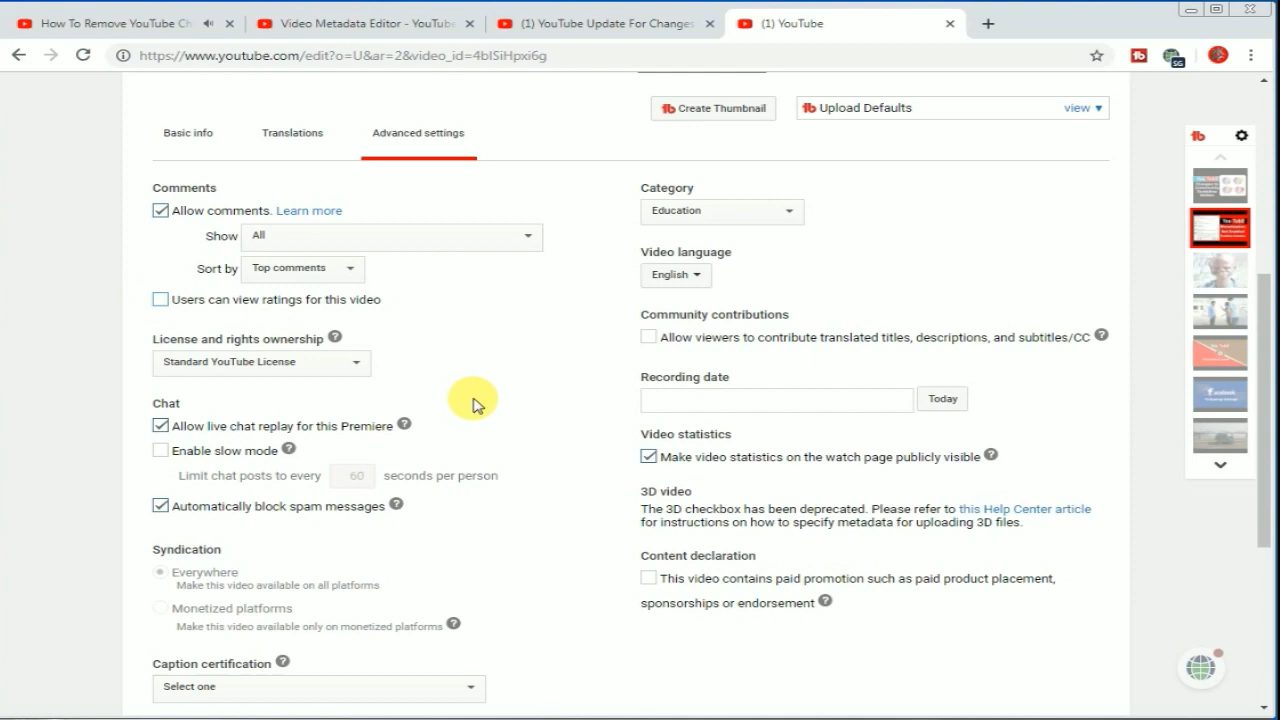 How To Remove YouTube Ch
Video Metadata Editor - YouTube
(1) YouTube Update For Changes
(1) YouTube
https://www.youtube.com/edit?o=U&ar=2&video_id=4bISiHpxi6g
SG
Create Thumbnail
Upload Defaults
view
Basic info
Translations
Advanced settings
Comments
Allow comments. Learn more
Show All
Sort by Top comments
Users can view ratings for this video
License and rights ownership ?
Standard YouTube License
Chat
Allow live chat replay for this Premiere ?
Enable slow mode ?
Limit chat posts to every 60 seconds per person
Automatically block spam messages ?
Syndication
Everywhere
Make this video available on all platforms
Monetized platforms
Make this video available only on monetized platforms ?
Caption certification ?
Select one
Category
Education
Video language
English
Community contributions
Allow viewers to contribute translated titles, descriptions, and subtitles/CC ?
Recording date
Today
Video statistics
Make video statistics on the watch page publicly visible ?
3D video
The 3D checkbox has been deprecated. Please refer to this Help Center article
for instructions on how to specify metadata for uploading 3D files.
Content declaration
This video contains paid promotion such as paid product placement,
sponsorships or endorsement ?